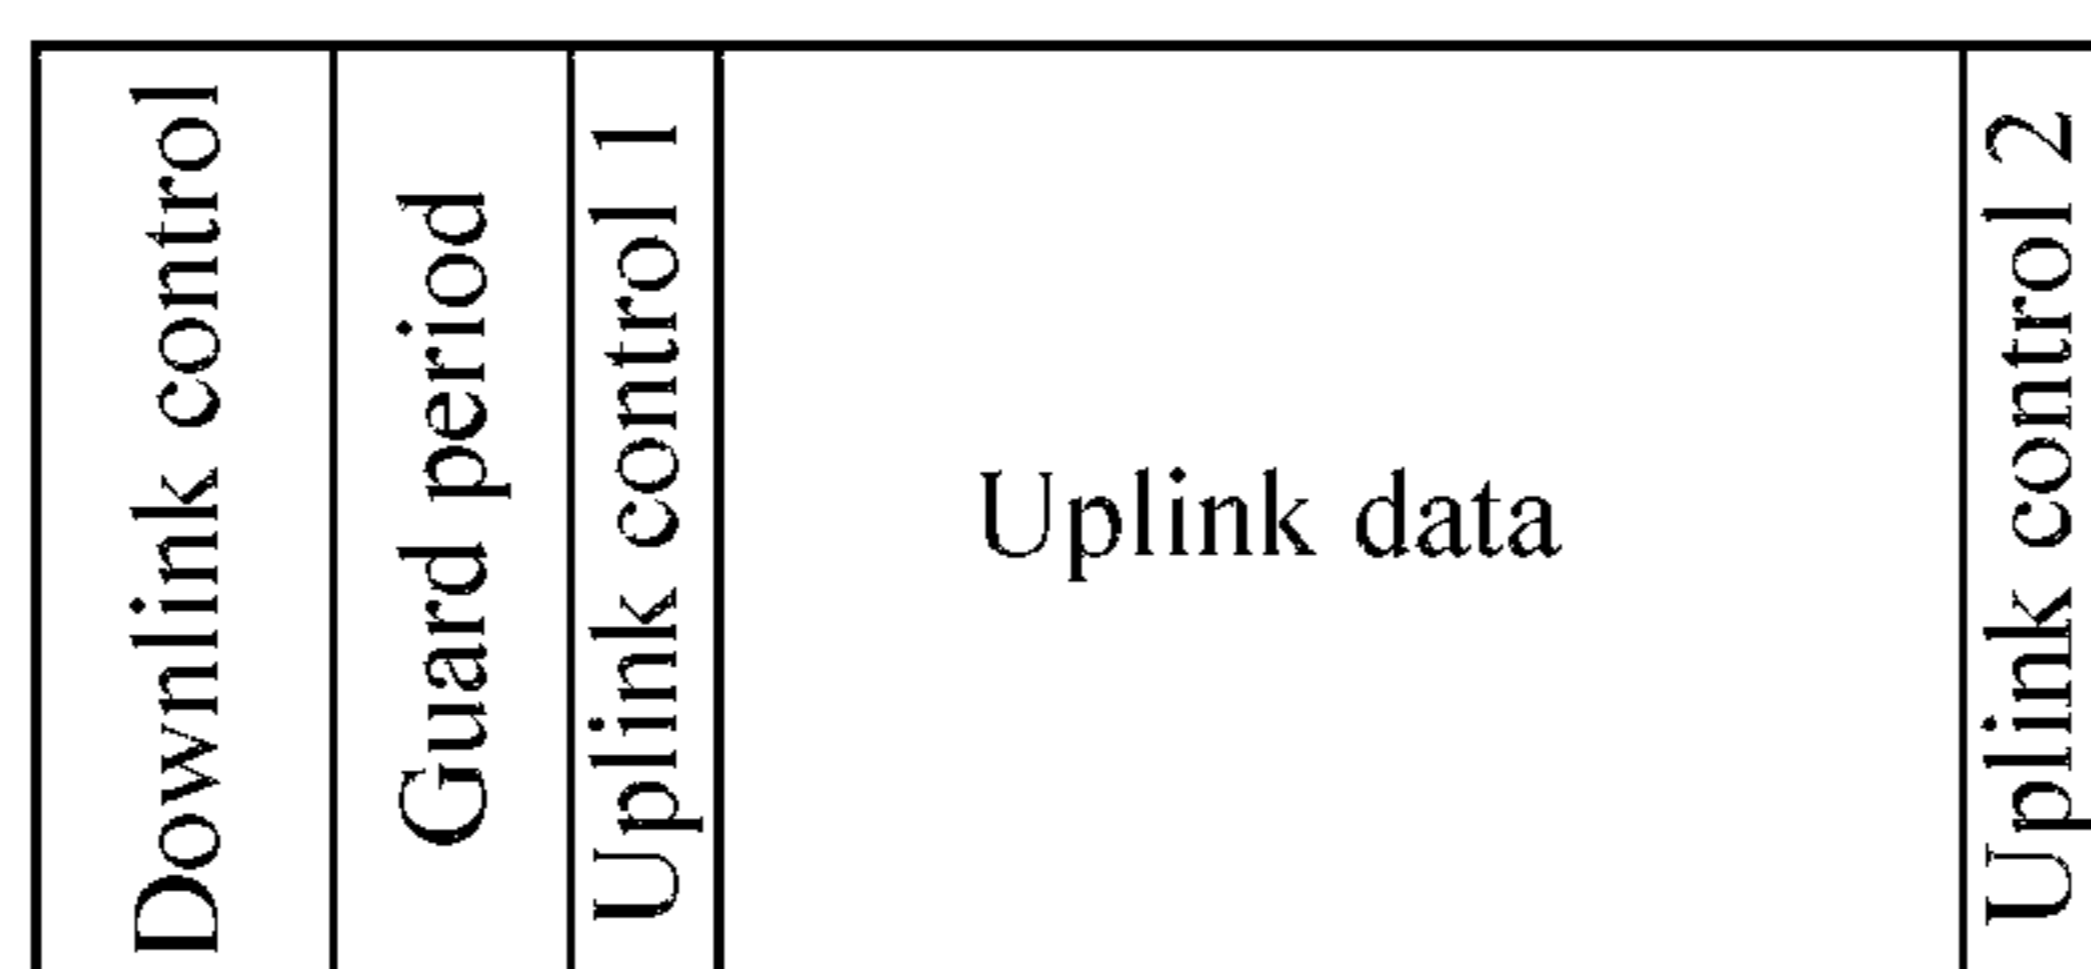 Downlink control
Guard period
Uplink control 1
Uplink data
Uplink control 2